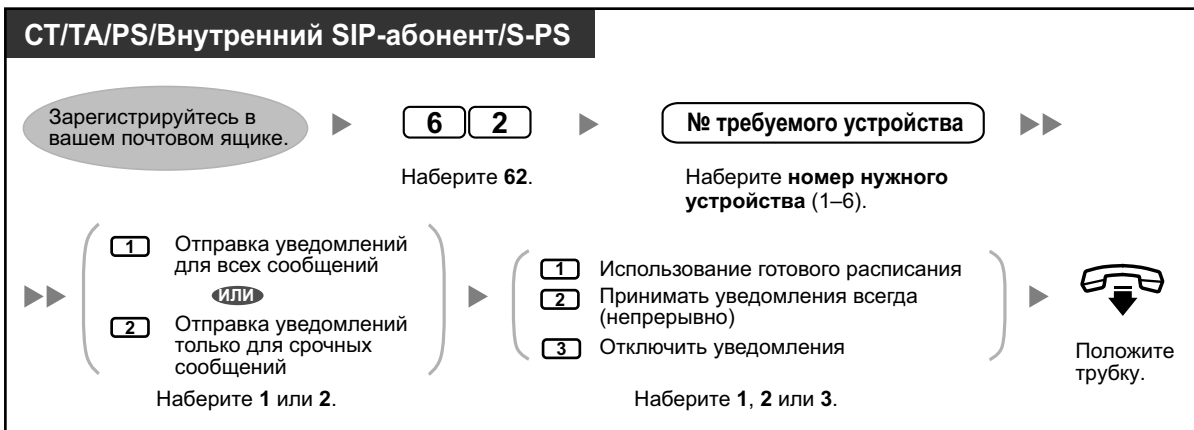 СТ/ТА/PS/Внутренний SIP-абонент/S-PS
Зарегистрируйтесь в
вашем почтовом ящике.
6 2
Наберите 62.
№ требуемого устройства
Наберите номер нужного
устройства (1–6).
1 Отправка уведомлений
для всех сообщений
ИЛИ
2 Отправка уведомлений
только для срочных
сообщений
Наберите 1 или 2.
1 Использование готового расписания
2 Принимать уведомления всегда
(непрерывно)
3 Отключить уведомления
Наберите 1, 2 или 3.
Положите
трубку.